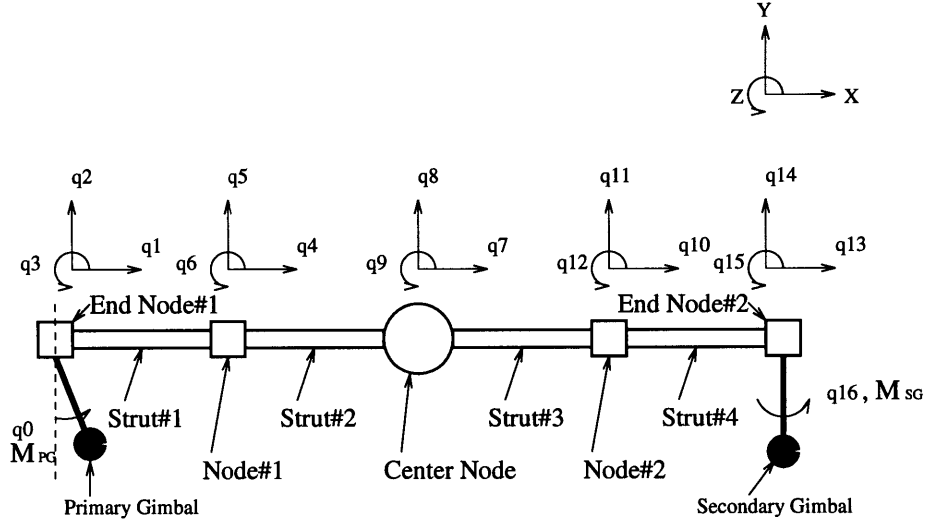 Y
Z
X
q2
q5
q8
q11
q14
q3
q1
q6
q4
q9
q7
q12
q10
q15
q13
End Node#1
End Node#2
Strut#1
Strut#2
Strut#3
Strut#4
q16 , M SG
q0
M PG
Node#1
Center Node
Node#2
Primary Gimbal
Secondary Gimbal